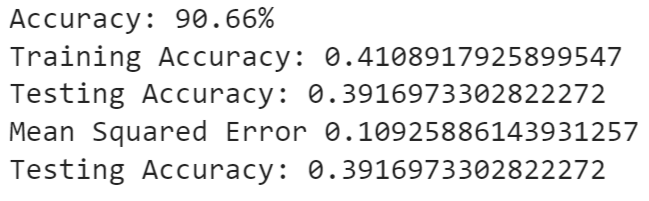 Accuracy: 90.66%
Training Accuracy: 0.4108917925899547
Testing Accuracy: 0.3916973302822272
Mean Squared Error 0.10925886143931257
Testing Accuracy: 0.3916973302822272